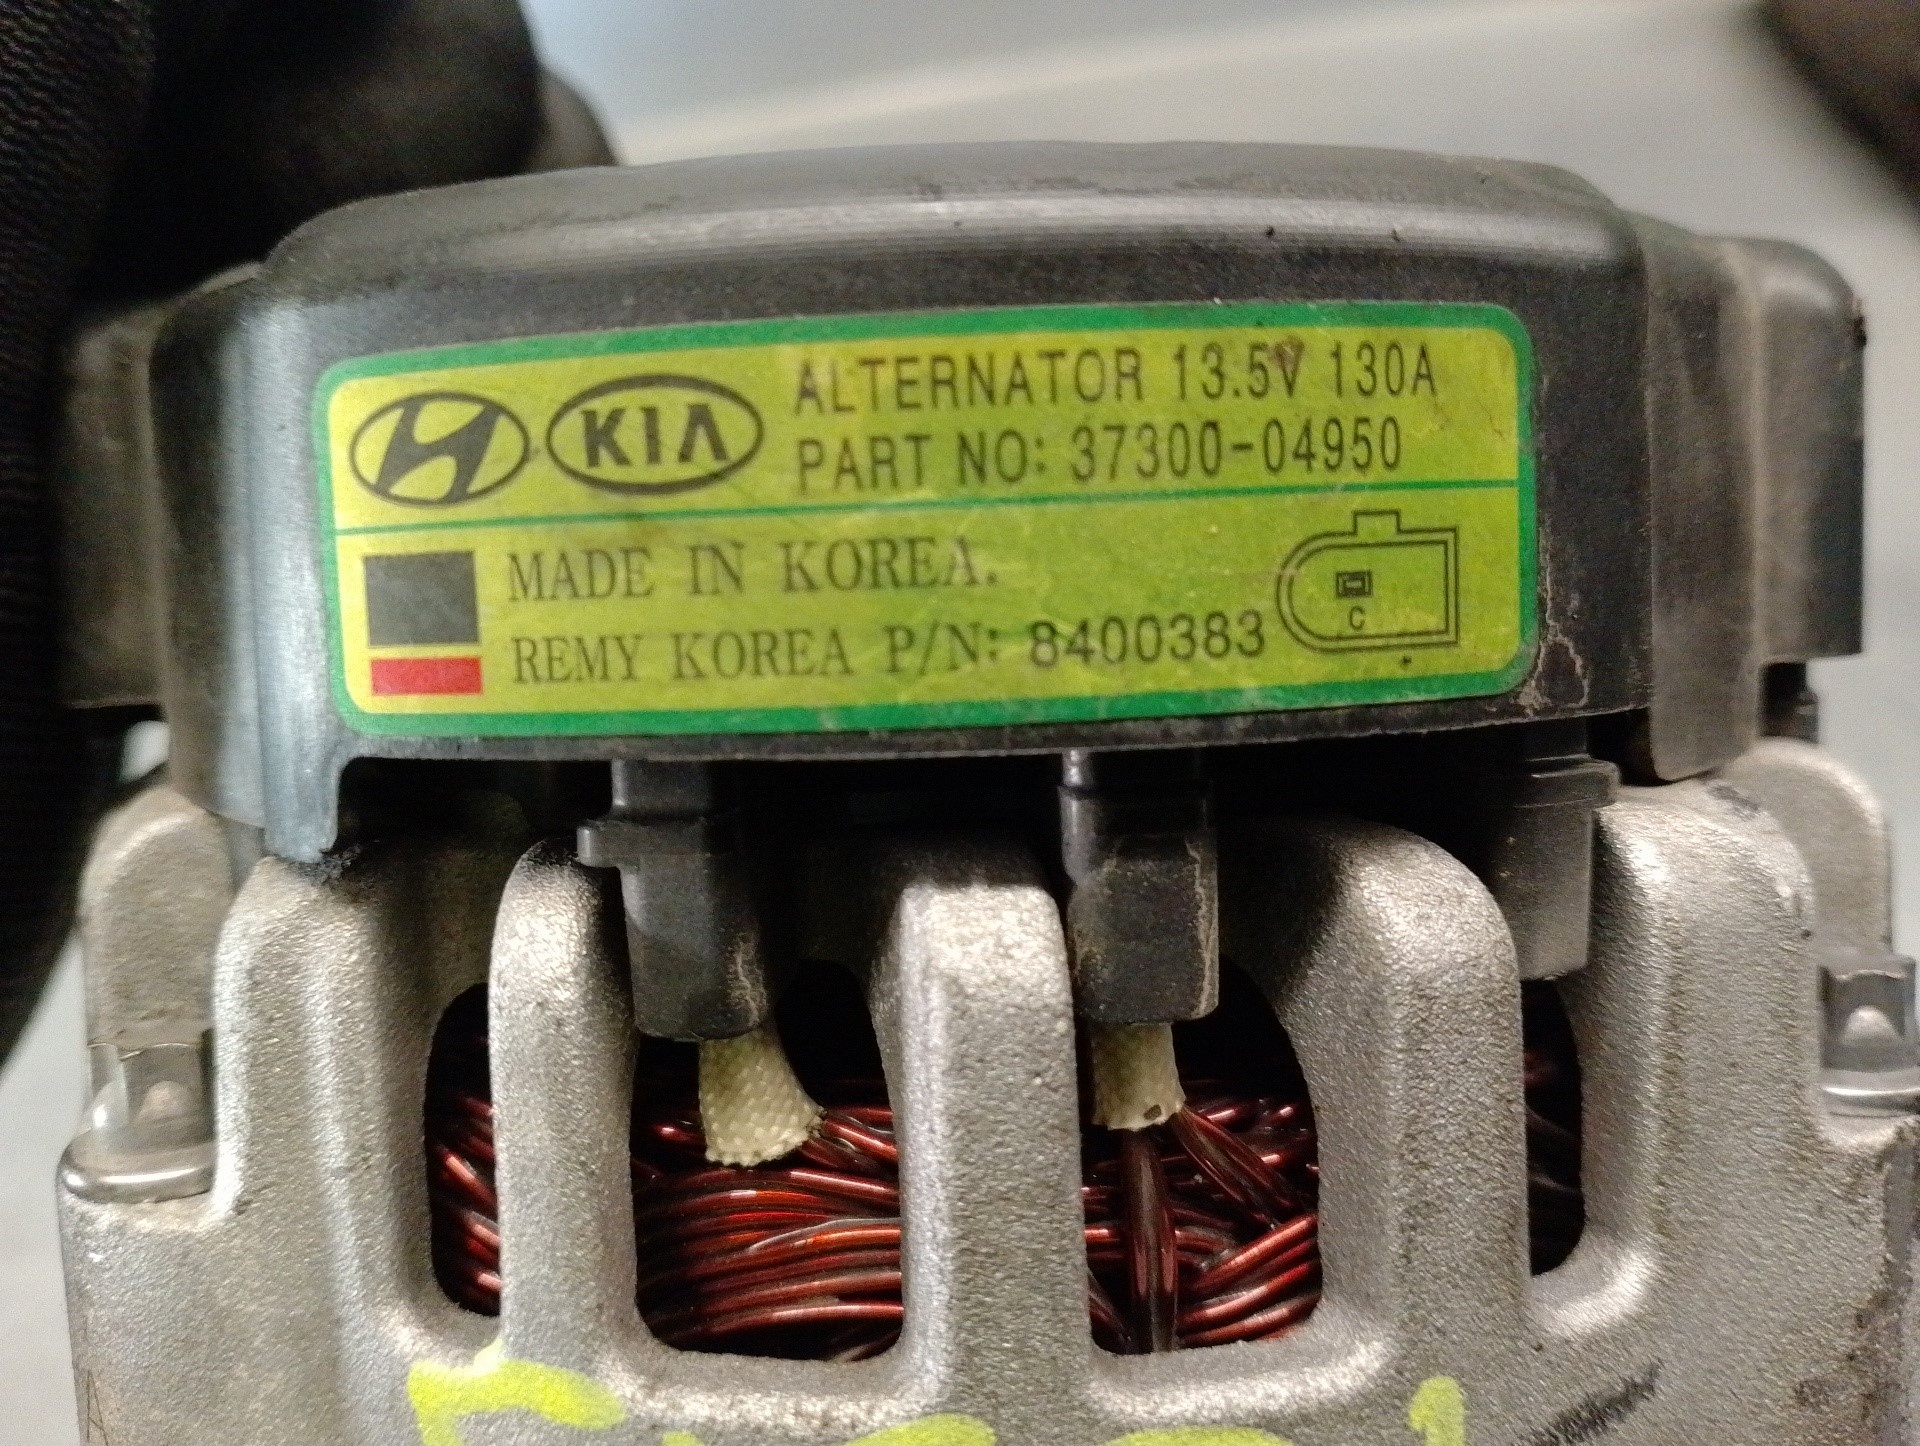 KIA
ALTERNATOR 13.5V 130A
PART NO: 37300-04950
MADE IN KOREA.
REMY KOREA P/N: 8400383
C